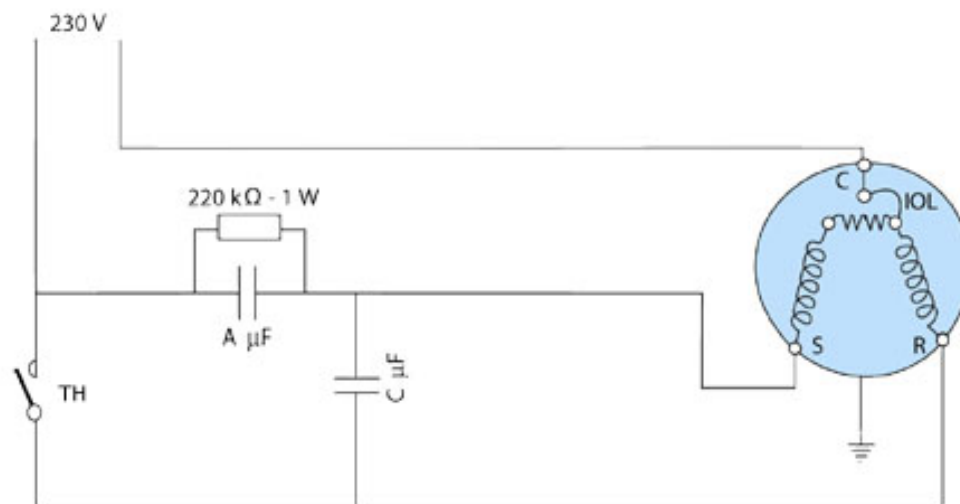 230 V
220 kΩ - 1 W
C
IOL
A µF
S
R
TH
C µF